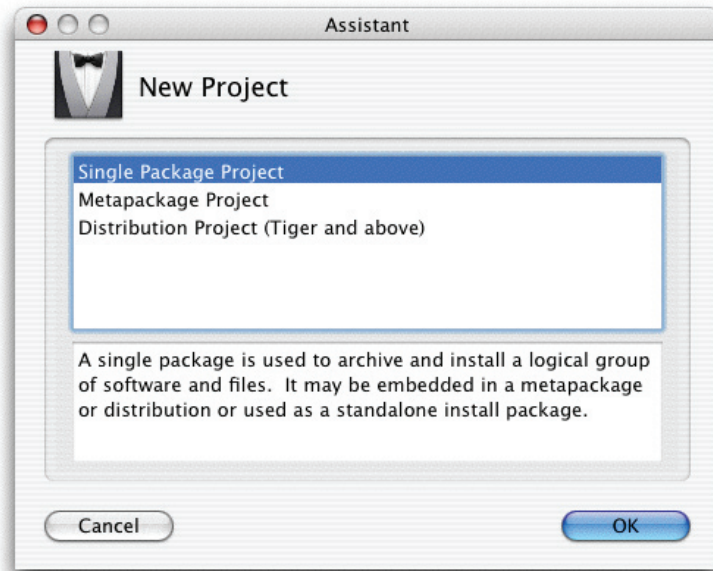 Assistant
New Project
Single Package Project
Metapackage Project
Distribution Project (Tiger and above)
A single package is used to archive and install a logical group
of software and files.  It may be embedded in a metapackage
or distribution or used as a standalone install package.
Cancel
OK